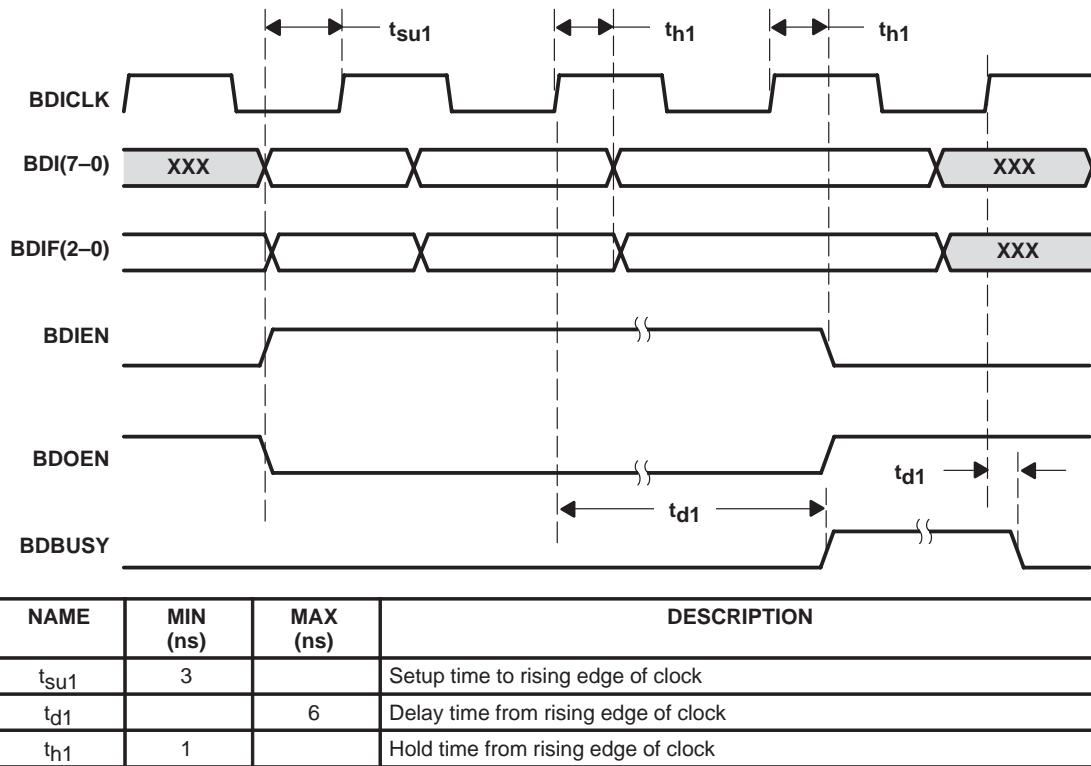 tsu1 th1 th1
BDICLK
BDI(7–0) XXX XXX
BDIF(2–0) XXX
BDIEN
BDOEN
td1
td1
BDBUSY
NAME MIN (ns) MAX (ns) DESCRIPTION
tsu1 3 Setup time to rising edge of clock
td1 6 Delay time from rising edge of clock
th1 1 Hold time from rising edge of clock